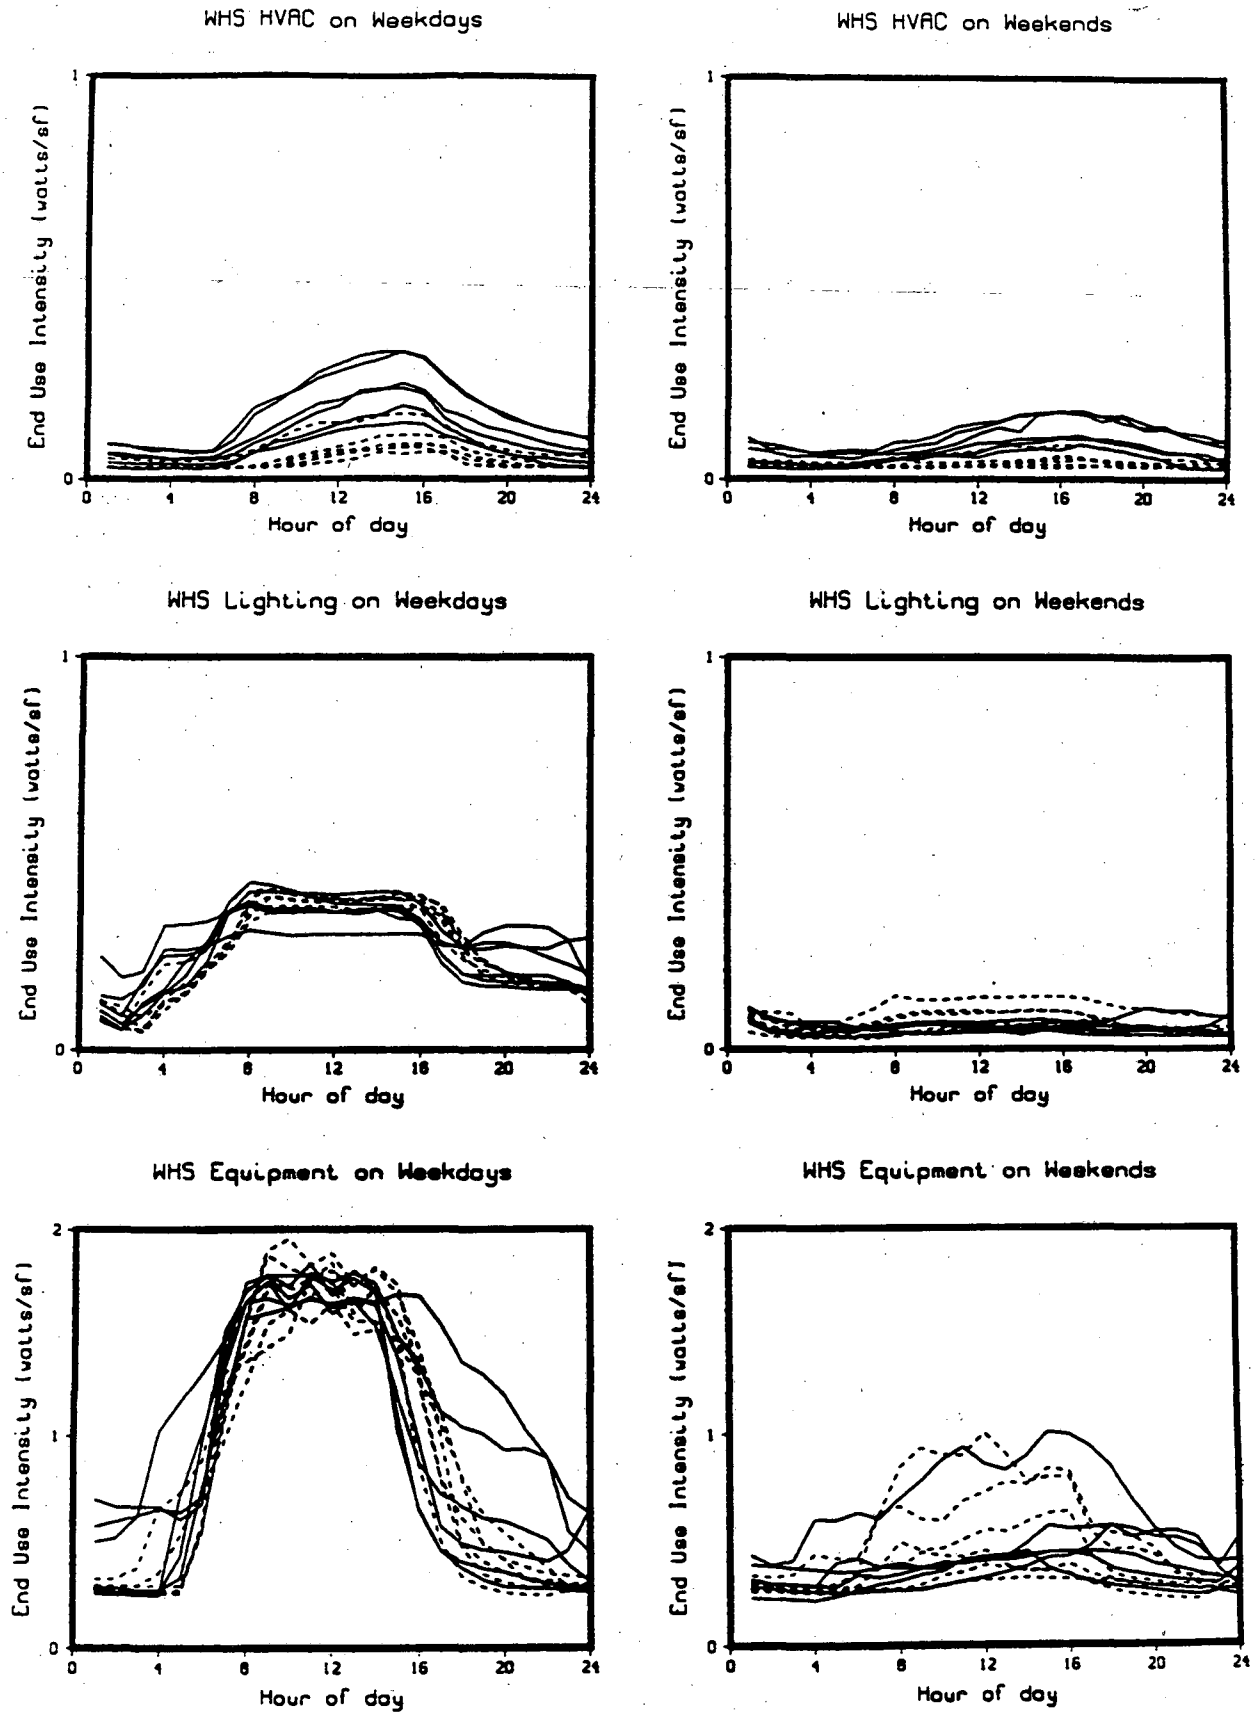 WHS HVAC on Weekdays
WHS HVAC on Weekends
End Use Intensity (watts/sf)
1
0
0 4 8 12 16 20 24
Hour of day
End Use Intensity (watts/sf)
1
0
0 4 8 12 16 20 24
Hour of day
WHS Lighting on Weekdays
WHS Lighting on Weekends
End Use Intensity (watts/sf)
1
0
0 4 8 12 16 20 24
Hour of day
End Use Intensity (watts/sf)
1
0
0 4 8 12 16 20 24
Hour of day
WHS Equipment on Weekdays
WHS Equipment on Weekends
End Use Intensity (watts/sf)
2
1
0
0 4 8 12 16 20 24
Hour of day
End Use Intensity (watts/sf)
2
1
0
0 4 8 12 16 20 24
Hour of day